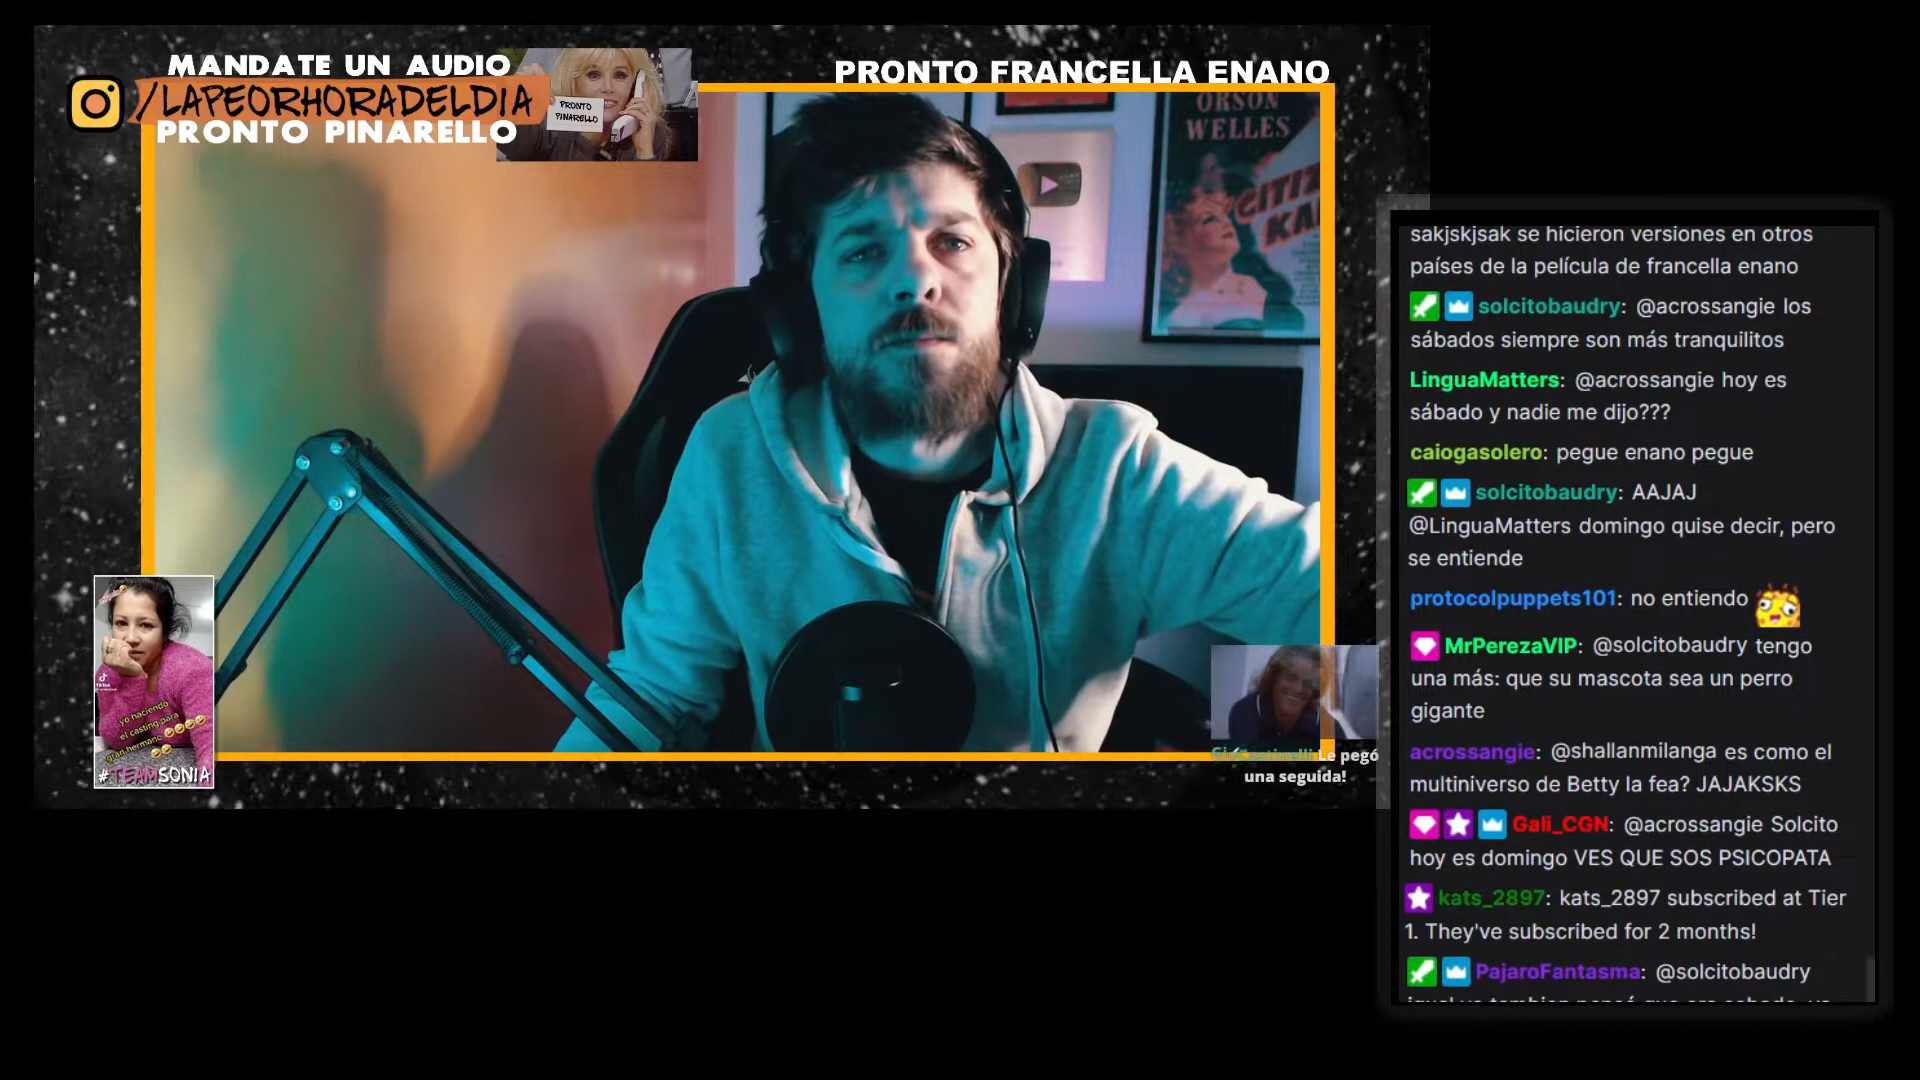 MANDATE UN AUDIO
/LAPEORHORADELDIA
PRONTO PINARELLO
PRONTO
PINARELLO
PRONTO FRANCELLA ENANO
ORSON
WELLES
yo haciendo
el casting para
gran hermano
#TEAMSONIA
Le pegó
una seguida!
sakjskjsak se hicieron versiones en otros
países de la película de francella enano
solcitobaudry: @acrossangie los
sábados siempre son más tranquilitos
LinguaMatters: @acrossangie hoy es
sábado y nadie me dijo???
caiogasolero: pegue enano pegue
solcitobaudry: AAJAJ
@LinguaMatters domingo quise decir, pero
se entiende
protocolpuppets101: no entiendo
MrPerezaVIP: @solcitobaudry tengo
una más: que su mascota sea un perro
gigante
acrossangie: @shallanmilanga es como el
multiniverso de Betty la fea? JAJAKSKS
Gali_CGN: @acrossangie Solcito
hoy es domingo VES QUE SOS PSICOPATA
kats_2897: kats_2897 subscribed at Tier
1. They've subscribed for 2 months!
PajaroFantasma: @solcitobaudry